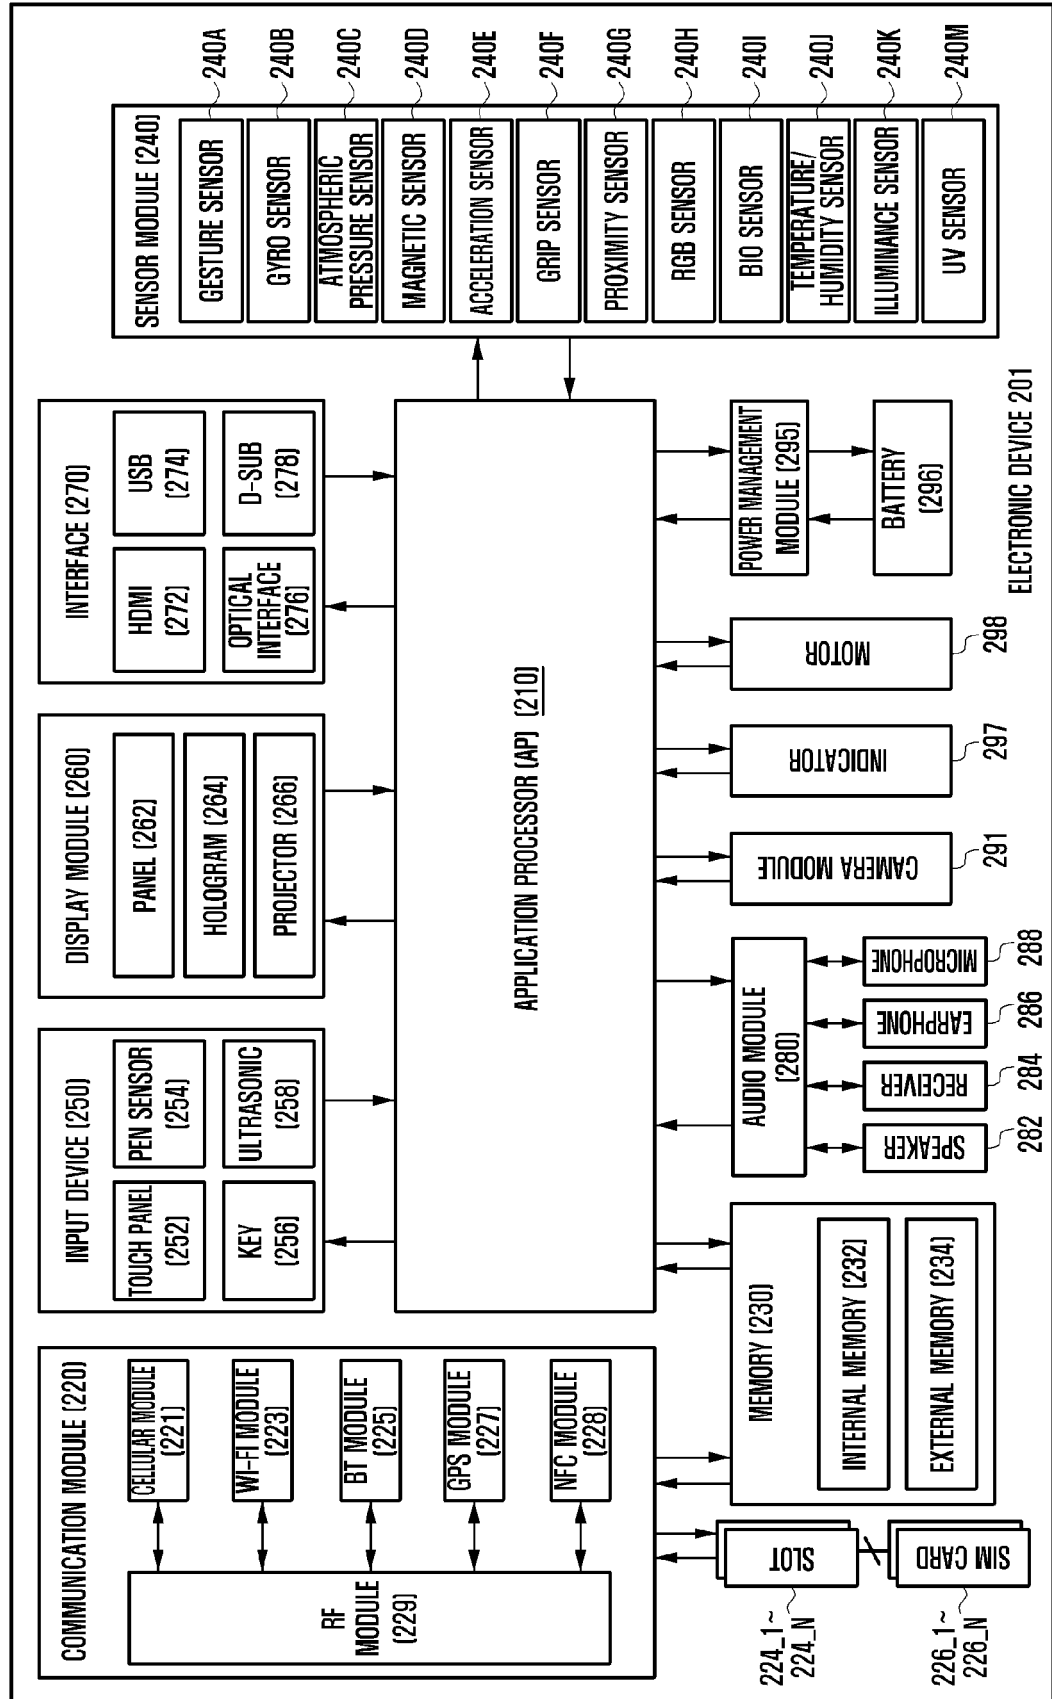 COMMUNICATION MODULE (220)
RF
MODULE
(229)
CELLULAR MODULE
(221)
WI-FI MODULE
(223)
BT MODULE
(225)
GPS MODULE
(227)
NFC MODULE
(228)
SLOT
224_1~
224_N
SIM CARD
226_1~
226_N
INPUT DEVICE (250)
TOUCH PANEL
(252)
PEN SENSOR
(254)
KEY
(256)
ULTRASONIC
(258)
DISPLAY MODULE (260)
PANEL (262)
HOLOGRAM (264)
PROJECTOR (266)
INTERFACE (270)
HDMI
(272)
USB
(274)
OPTICAL
INTERFACE
(276)
D-SUB
(278)
APPLICATION PROCESSOR (AP) (210)
SENSOR MODULE (240)
GESTURE SENSOR
240A
GYRO SENSOR
240B
ATMOSPHERIC
PRESSURE SENSOR
240C
MAGNETIC SENSOR
240D
ACCELERATION SENSOR
240E
GRIP SENSOR
240F
PROXIMITY SENSOR
240G
RGB SENSOR
240H
BIO SENSOR
240I
TEMPERATURE/
HUMIDITY SENSOR
240J
ILLUMINANCE SENSOR
240K
UV SENSOR
240M
MEMORY (230)
INTERNAL MEMORY (232)
EXTERNAL MEMORY (234)
AUDIO MODULE
(280)
SPEAKER
282
RECEIVER
284
EARPHONE
286
MICROPHONE
288
CAMERA MODULE
291
INDICATOR
297
MOTOR
298
POWER MANAGEMENT
MODULE (295)
BATTERY
(296)
ELECTRONIC DEVICE 201